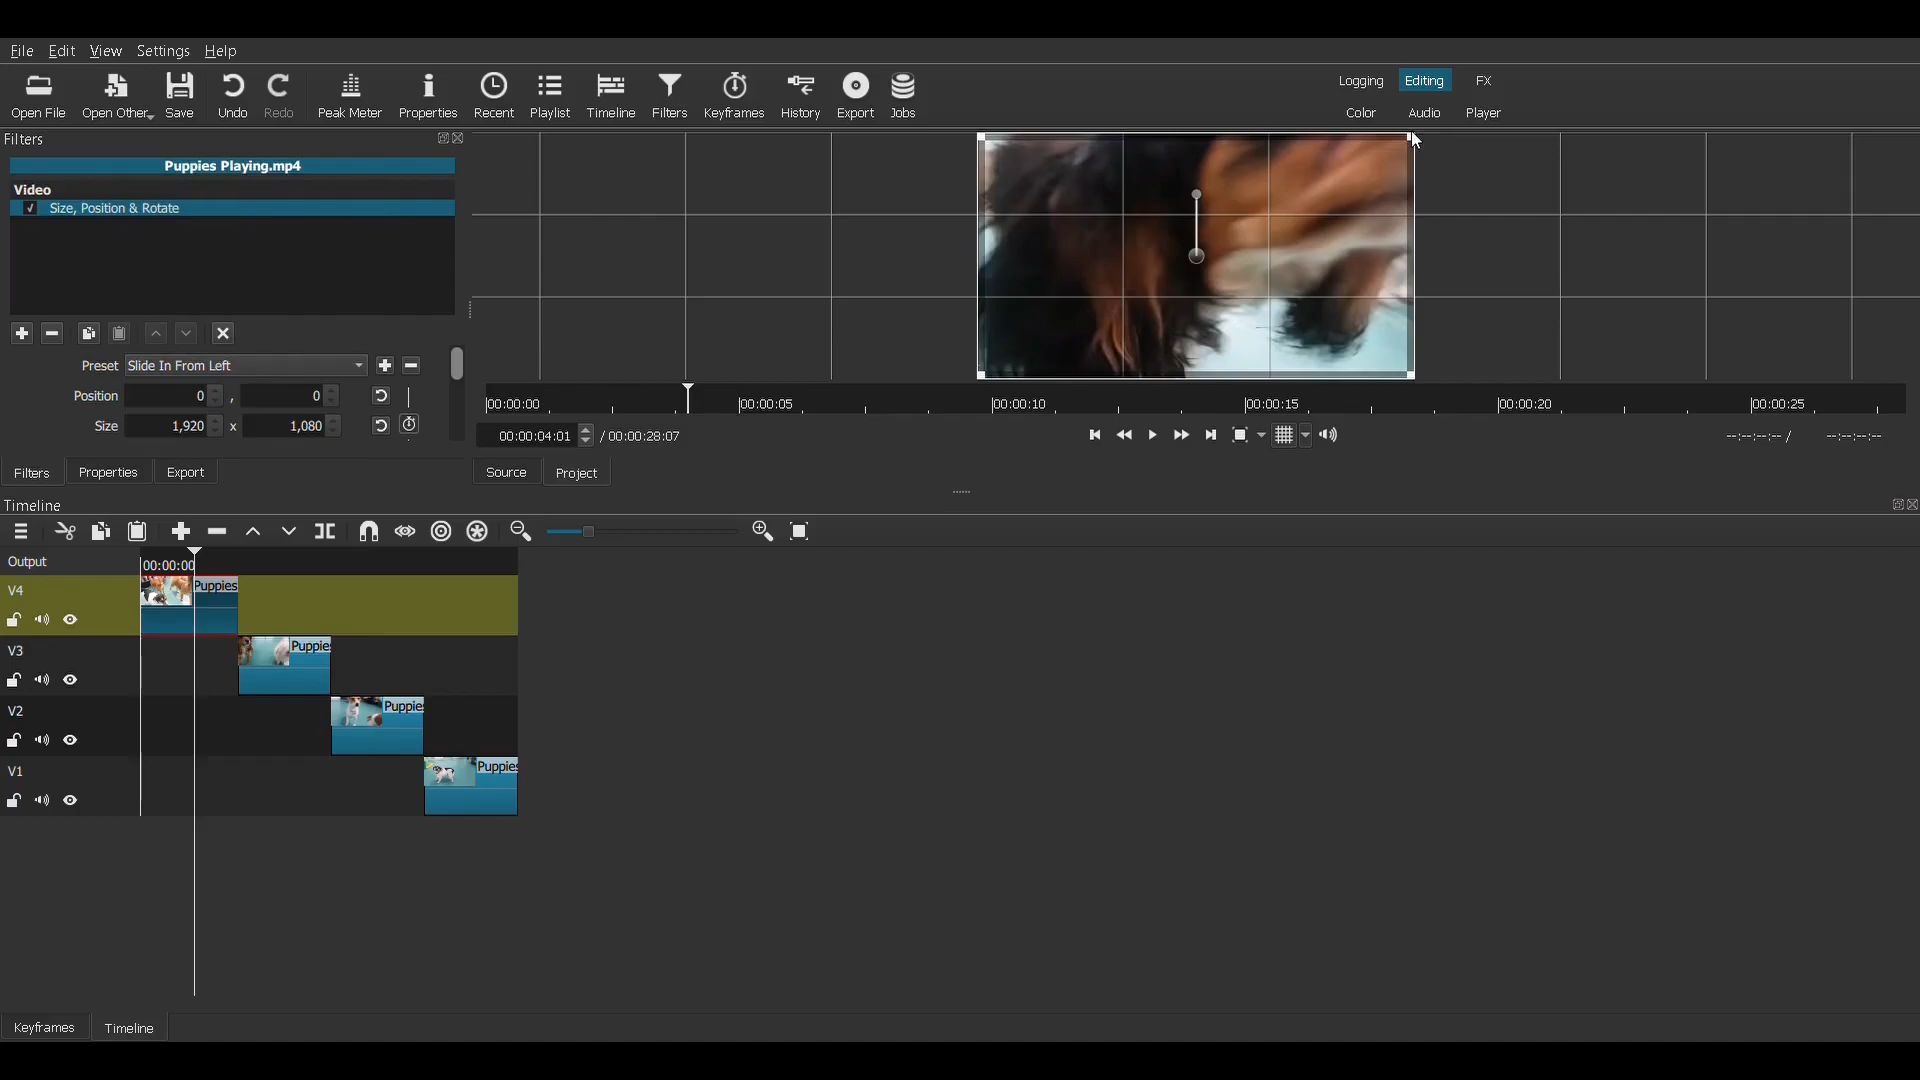 File Edit View Settings Help
Open File Open Other Save Undo Redo Peak Meter Properties Recent Playlist Timeline Filters Keyframes History Export Jobs
Logging Editing FX
Color Audio Player
Filters
Puppies Playing.mp4
Video
Size, Position & Rotate
Preset Slide In From Left
Position 0 , 0
Size 1,920 x 1,080
Filters Properties Export
00:00:00 00:00:05 00:00:10 00:00:15 00:00:20 00:00:25
00:00:04:01 / 00:00:28:07 --:--:--:-- / --:--:--:--
Source Project
Timeline
Output 00:00:00
V4 Puppies
V3 Puppies
V2 Puppies
V1 Puppies
Keyframes Timeline